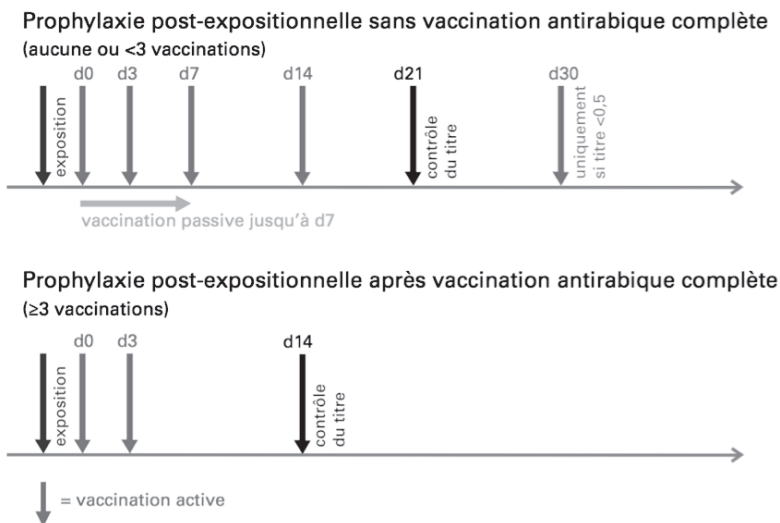 Prophylaxie post-expositionnelle sans vaccination antirabique complète
(aucune ou <3 vaccinations)
d0 d3 d7 d14 d21 d30
exposition
contrôle
du titre
uniquement
si titre <0,5
vaccination passive jusqu'à d7
Prophylaxie post-expositionnelle après vaccination antirabique complète
(≥3 vaccinations)
d0 d3 d14
exposition
contrôle
du titre
= vaccination active